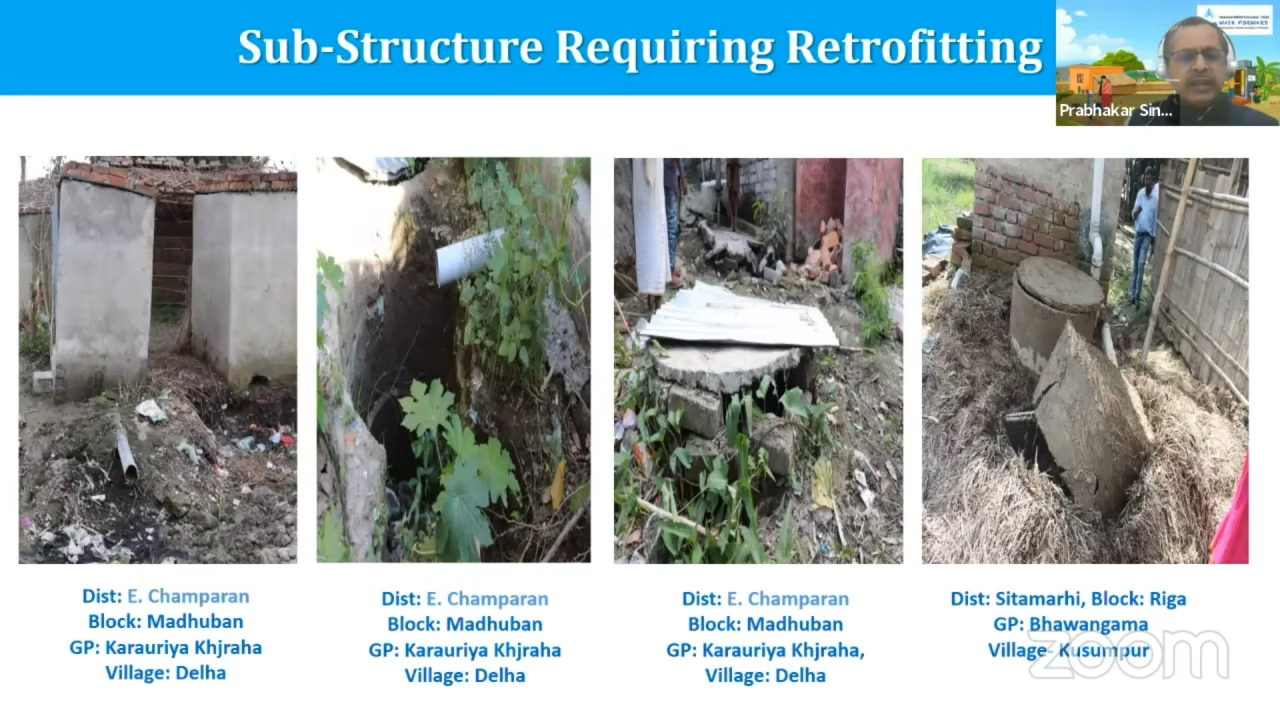 Sub-Structure Requiring Retrofitting
WASH FORWARD
Prabhakar Sin...
Dist: E. Champaran
Block: Madhuban
GP: Karauriya Khjraha
Village: Delha
Dist: E. Champaran
Block: Madhuban
GP: Karauriya Khjraha
Village: Delha
Dist: E. Champaran
Block: Madhuban
GP: Karauriya Khjraha,
Village: Delha
Dist: Sitamarhi, Block: Riga
GP: Bhawangama
Village- Kusumpur
zoom